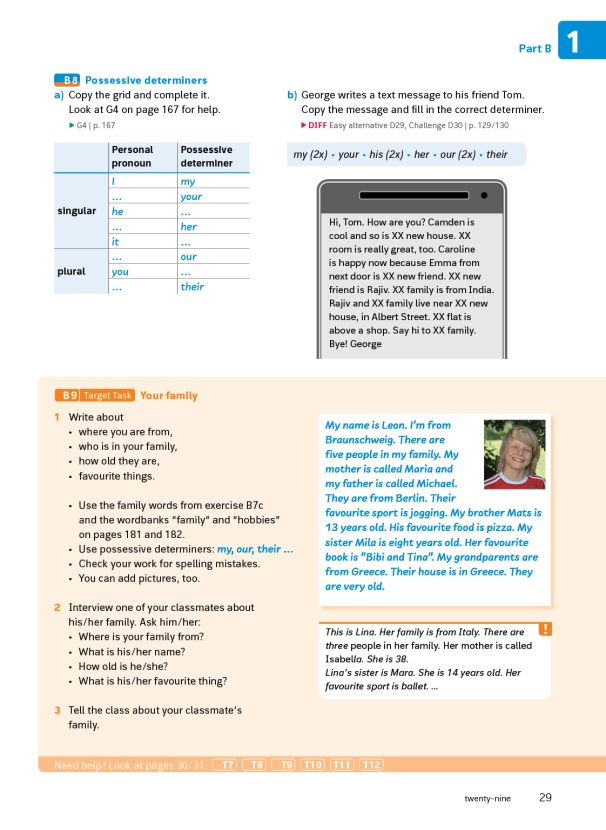 Part B
1
B8 Possessive determiners
a) Copy the grid and complete it.
Look at G4 on page 167 for help.
▶ G4 | p. 167
Personal pronoun
Possessive determiner
singular
I my
... your
he ...
... her
it ...
plural
... our
you ...
... their
b) George writes a text message to his friend Tom.
Copy the message and fill in the correct determiner.
▶ DIFF Easy alternative D29, Challenge D30 | p. 129/130
my (2x) • your • his (2x) • her • our (2x) • their
Hi, Tom. How are you? Camden is
cool and so is XX new house. XX
room is really great, too. Caroline
is happy now because Emma from
next door is XX new friend. XX new
friend is Rajiv. XX family is from India.
Rajiv and XX family live near XX new
house, in Albert Street. XX flat is
above a shop. Say hi to XX family.
Bye! George
B9 Target Task Your family
1 Write about
• where you are from,
• who is in your family,
• how old they are,
• favourite things.
• Use the family words from exercise B7c
and the wordbanks “family” and “hobbies”
on pages 181 and 182.
• Use possessive determiners: my, our, their ...
• Check your work for spelling mistakes.
• You can add pictures, too.
2 Interview one of your classmates about
his/her family. Ask him/her:
• Where is your family from?
• What is his/her name?
• How old is he/she?
• What is his/her favourite thing?
3 Tell the class about your classmate's
family.
My name is Leon. I'm from
Braunschweig. There are
five people in my family. My
mother is called Maria and
my father is called Michael.
They are from Berlin. Their
favourite sport is jogging. My brother Mats is
13 years old. His favourite food is pizza. My
sister Mila is eight years old. Her favourite
book is “Bibi and Tina”. My grandparents are
from Greece. Their house is in Greece. They
are very old.
!
This is Lina. Her family is from Italy. There are
three people in her family. Her mother is called
Isabella. She is 38.
Lina's sister is Mara. She is 14 years old. Her
favourite sport is ballet. ...
Need help? Look at pages 30/31: T7 T8 T9 T10 T11 T12
twenty-nine 29